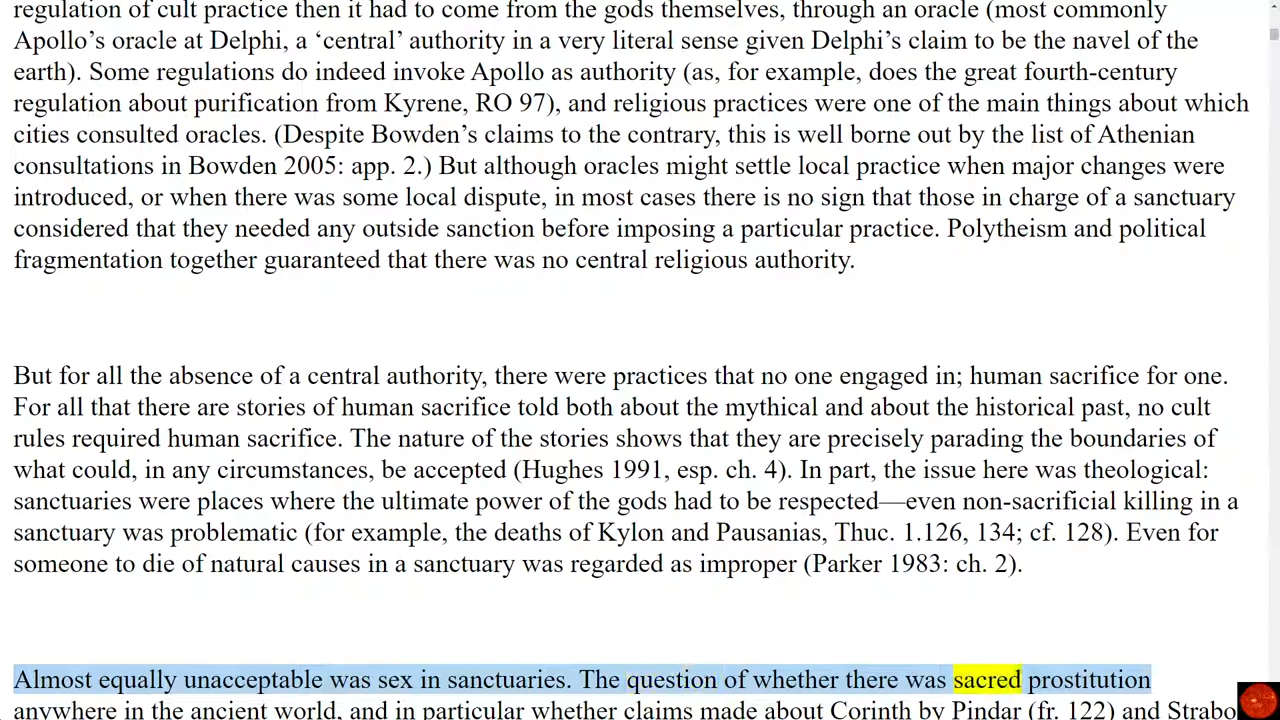 regulation of cult practice then it had to come from the gods themselves, through an oracle (most commonly
Apollo’s oracle at Delphi, a ‘central’ authority in a very literal sense given Delphi’s claim to be the navel of the
earth). Some regulations do indeed invoke Apollo as authority (as, for example, does the great fourth-century
regulation about purification from Kyrene, RO 97), and religious practices were one of the main things about which
cities consulted oracles. (Despite Bowden’s claims to the contrary, this is well borne out by the list of Athenian
consultations in Bowden 2005: app. 2.) But although oracles might settle local practice when major changes were
introduced, or when there was some local dispute, in most cases there is no sign that those in charge of a sanctuary
considered that they needed any outside sanction before imposing a particular practice. Polytheism and political
fragmentation together guaranteed that there was no central religious authority.
But for all the absence of a central authority, there were practices that no one engaged in; human sacrifice for one.
For all that there are stories of human sacrifice told both about the mythical and about the historical past, no cult
rules required human sacrifice. The nature of the stories shows that they are precisely parading the boundaries of
what could, in any circumstances, be accepted (Hughes 1991, esp. ch. 4). In part, the issue here was theological:
sanctuaries were places where the ultimate power of the gods had to be respected—even non-sacrificial killing in a
sanctuary was problematic (for example, the deaths of Kylon and Pausanias, Thuc. 1.126, 134; cf. 128). Even for
someone to die of natural causes in a sanctuary was regarded as improper (Parker 1983: ch. 2).
Almost equally unacceptable was sex in sanctuaries. The question of whether there was sacred prostitution
anywhere in the ancient world, and in particular whether claims made about Corinth by Pindar (fr. 122) and Strabo